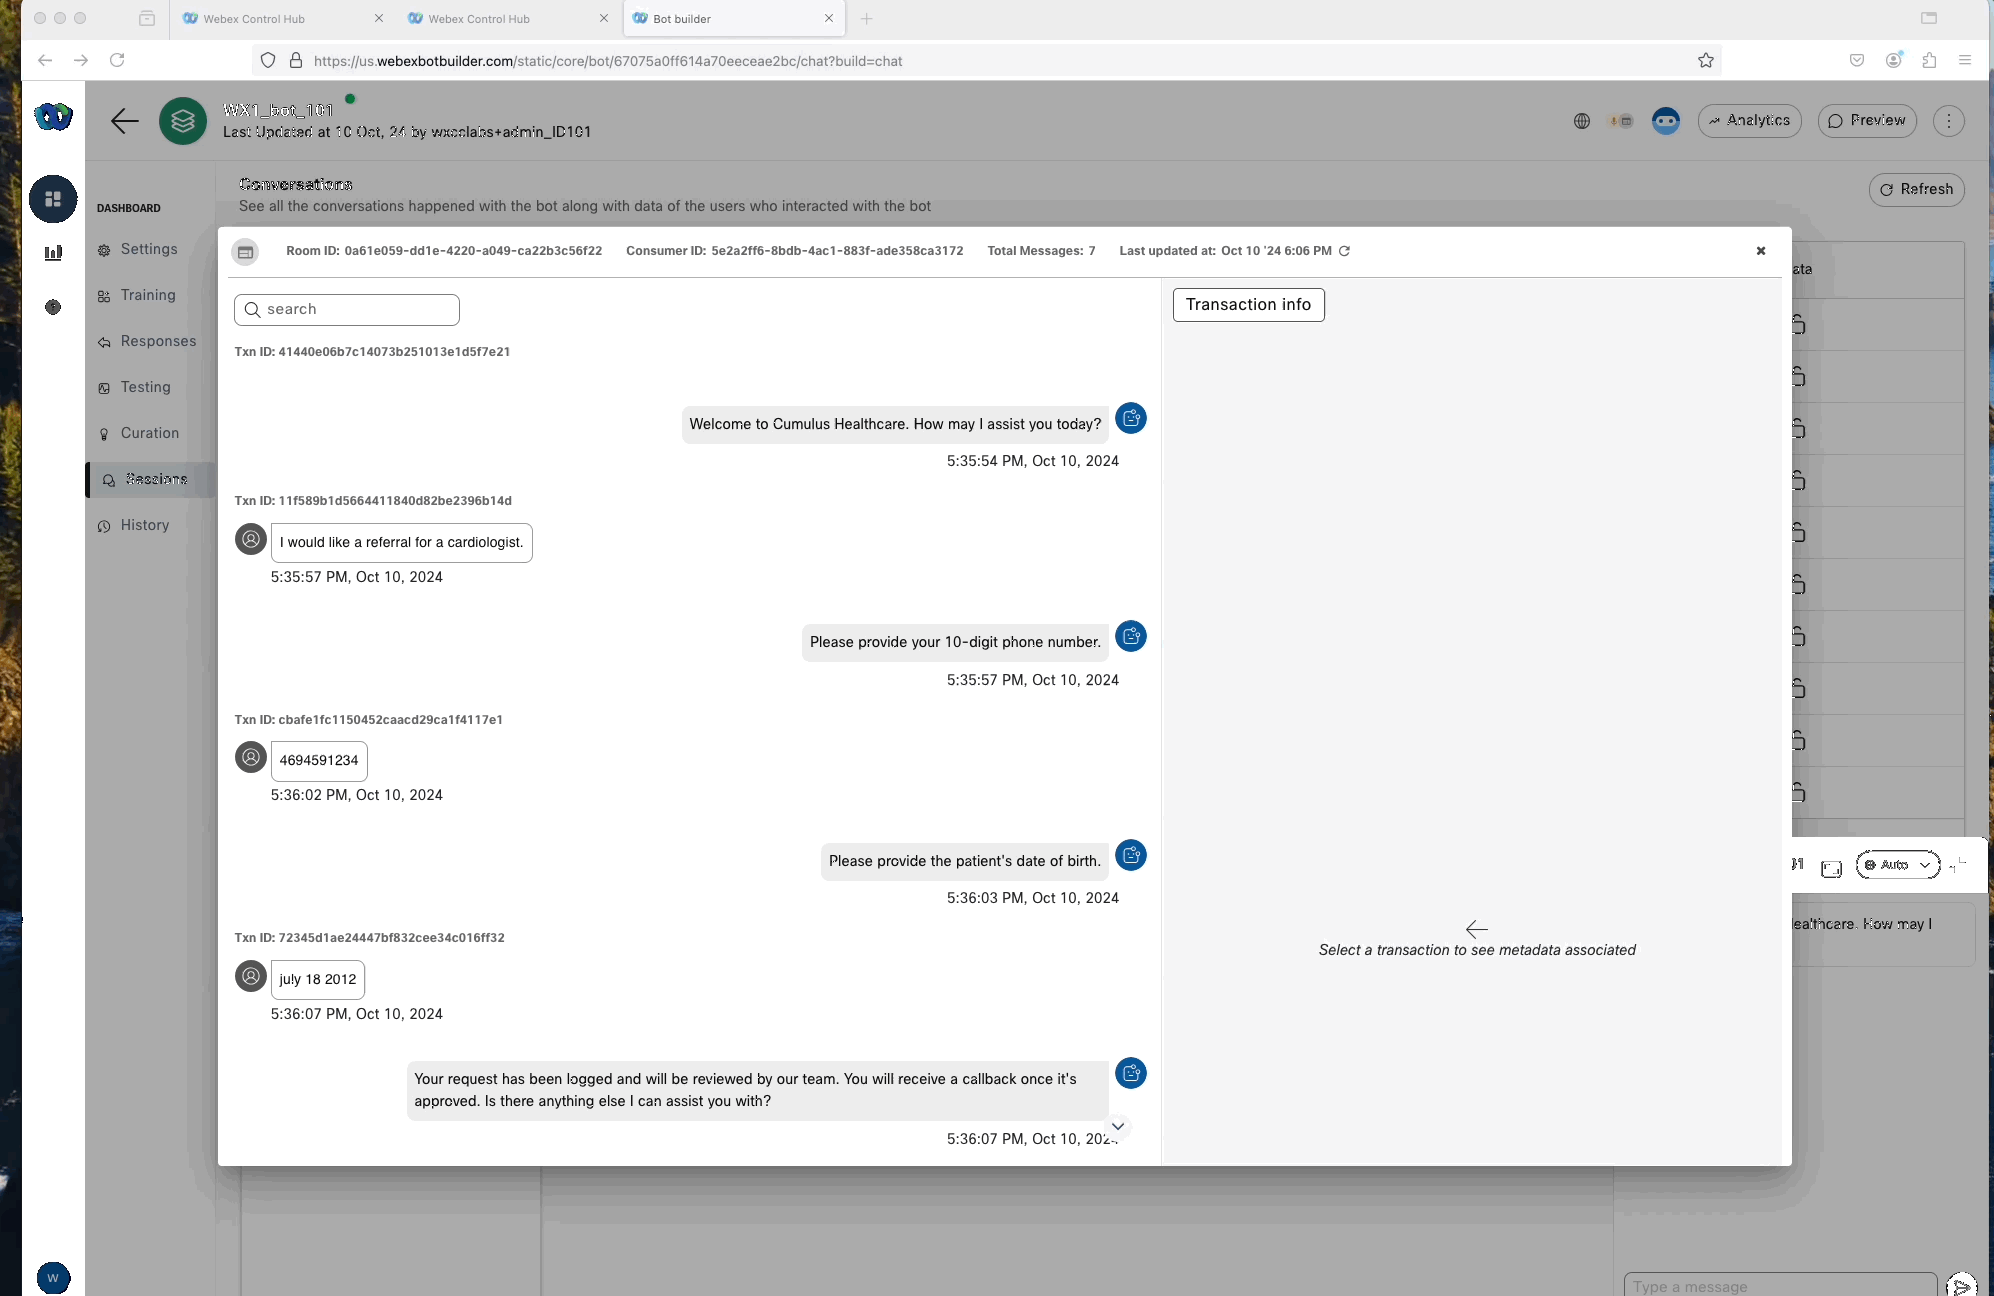 Webex Control Hub
Webex Control Hub
Bot builder
https://us.webexbotbuilder.com/static/core/bot/67075a0ff614a70eeceae2bc/chat?build=chat
WX1_bot_101
Last Updated at 10 Oct, 24 by wxcclabs+admin_ID101
Analytics
Preview
DASHBOARD
Settings
Training
Responses
Testing
Curation
Sessions
History
Conversations
See all the conversations happened with the bot along with data of the users who interacted with the bot
Refresh
Room ID: 0a61e059-dd1e-4220-a049-ca22b3c56f22 Consumer ID: 5e2a2ff6-8bdb-4ac1-883f-ade358ca3172 Total Messages: 7 Last updated at: Oct 10 '24 6:06 PM
search
Transaction info
Txn ID: 41440e06b7c14073b251013e1d5f7e21
Welcome to Cumulus Healthcare. How may I assist you today?
5:35:54 PM, Oct 10, 2024
Txn ID: 11f589b1d5664411840d82be2396b14d
I would like a referral for a cardiologist.
5:35:57 PM, Oct 10, 2024
Please provide your 10-digit phone number.
5:35:57 PM, Oct 10, 2024
Txn ID: cbafe1fc1150452caacd29ca1f4117e1
4694591234
5:36:02 PM, Oct 10, 2024
Please provide the patient's date of birth.
5:36:03 PM, Oct 10, 2024
Txn ID: 72345d1ae24447bf832cee34c016ff32
july 18 2012
5:36:07 PM, Oct 10, 2024
Your request has been logged and will be reviewed by our team. You will receive a callback once it's
approved. Is there anything else I can assist you with?
5:36:07 PM, Oct 10, 2024
Select a transaction to see metadata associated
ata
01
Auto
ealthcare. How may I
Type a message
W